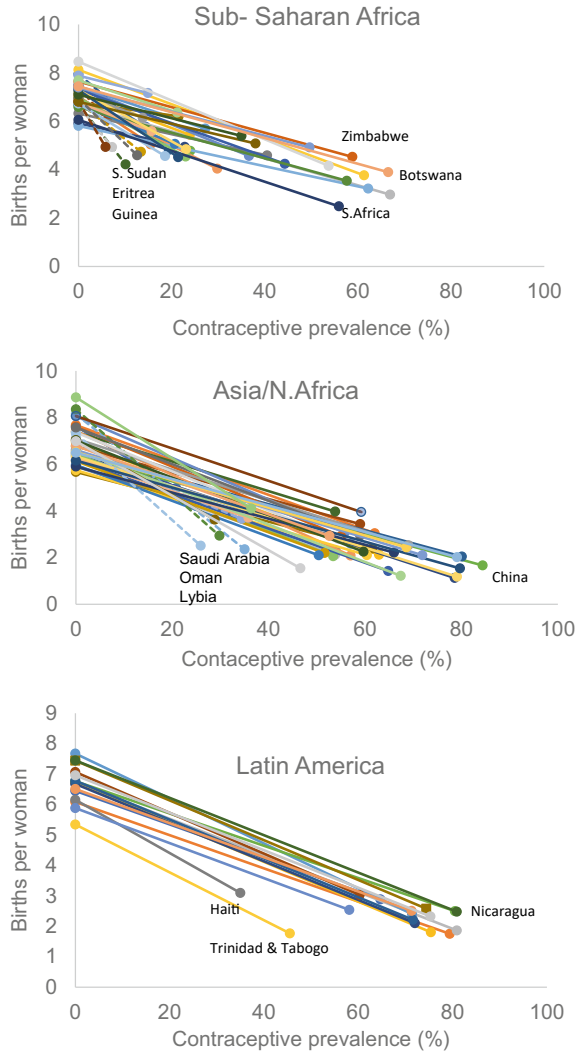 Sub- Saharan Africa
10
8
6
4
2
0
Births per woman
Zimbabwe
Botswana
S. Sudan
Eritrea
Guinea
S.Africa
0 20 40 60 80 100
Contraceptive prevalence (%)
Asia/N.Africa
10
8
6
4
2
0
Births per woman
Saudi Arabia
Oman
Lybia
China
0 20 40 60 80 100
Contaceptive prevalence (%)
Latin America
9
8
7
6
5
4
3
2
1
0
Births per woman
Haiti
Nicaragua
Trinidad & Tabogo
0 20 40 60 80 100
Contraceptive prevalence (%)